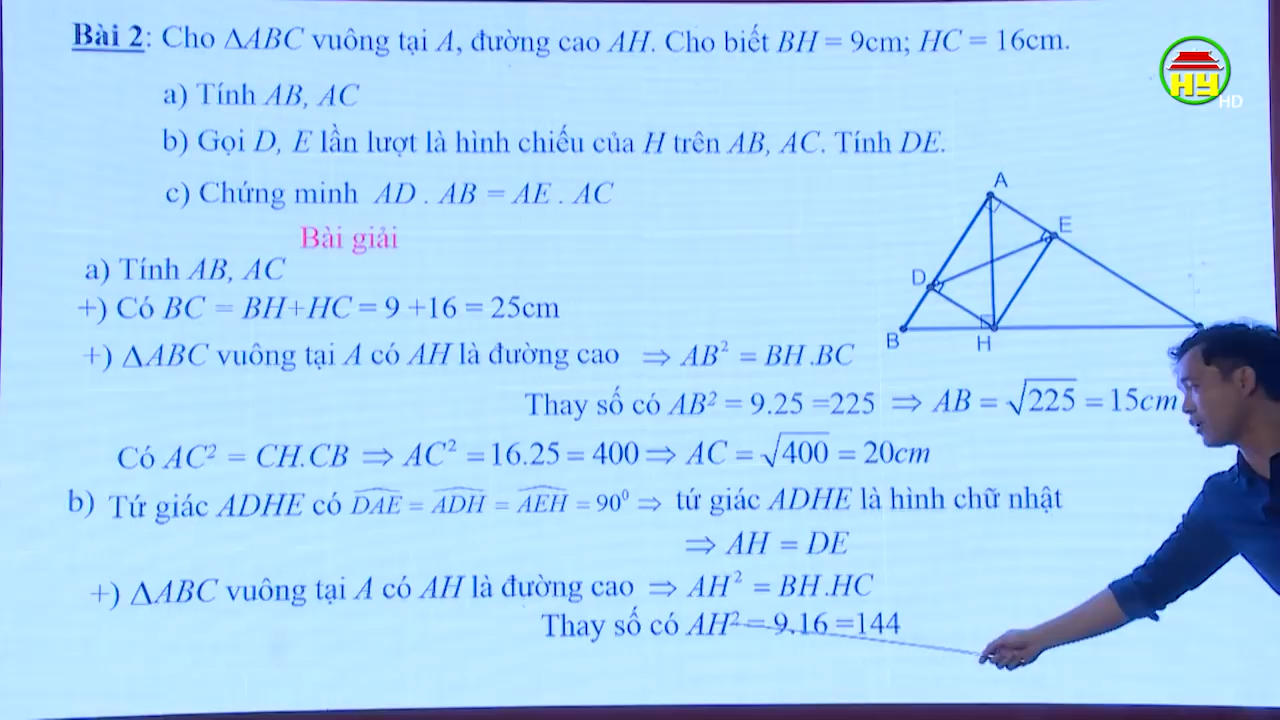 Bài 2: Cho ΔABC vuông tại A, đường cao AH. Cho biết BH = 9cm; HC = 16cm.
HY
HD
a) Tính AB, AC
b) Gọi D, E lần lượt là hình chiếu của H trên AB, AC. Tính DE.
c) Chứng minh AD . AB = AE . AC
A
E
D
B
H
Bài giải
a) Tính AB, AC
+) Có BC = BH+HC = 9 +16 = 25cm
+) ΔABC vuông tại A có AH là đường cao ⇒ AB² = BH.BC
Thay số có AB² = 9.25 =225 ⇒ AB = √225 = 15cm
Có AC² = CH.CB ⇒ AC² = 16.25 = 400 ⇒ AC = √400 = 20cm
b) Tứ giác ADHE có \widehat{DAE} = \widehat{ADH} = \widehat{AEH} = 90⁰ ⇒ tứ giác ADHE là hình chữ nhật
⇒ AH = DE
+) ΔABC vuông tại A có AH là đường cao ⇒ AH² = BH.HC
Thay số có AH² = 9.16 =144